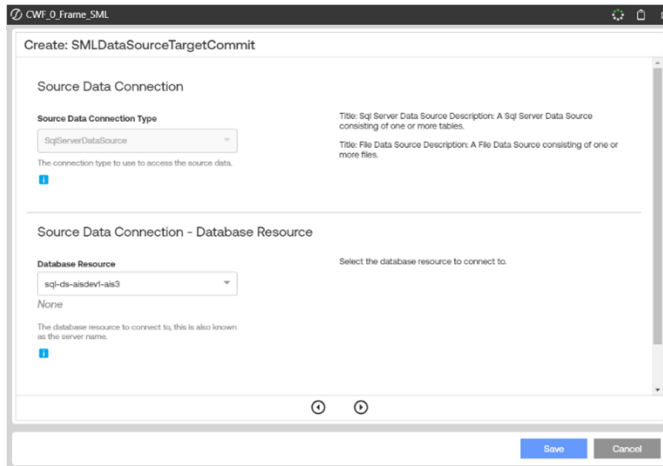 CWF_0_Frame_SML
Create: SMLDataSourceTargetCommit
Source Data Connection
Source Data Connection Type
SqlServerDataSource
The connection type to use to access the source data.
i
Title: Sql Server Data Source Description: A Sql Server Data Source
consisting of one or more tables.
Title: File Data Source Description: A File Data Source consisting of one or
more files.
Source Data Connection - Database Resource
Database Resource
sql-ds-aisdev1-ais3
None
The database resource to connect to, this is also known
as the server name.
i
Select the database resource to connect to.
Save
Cancel